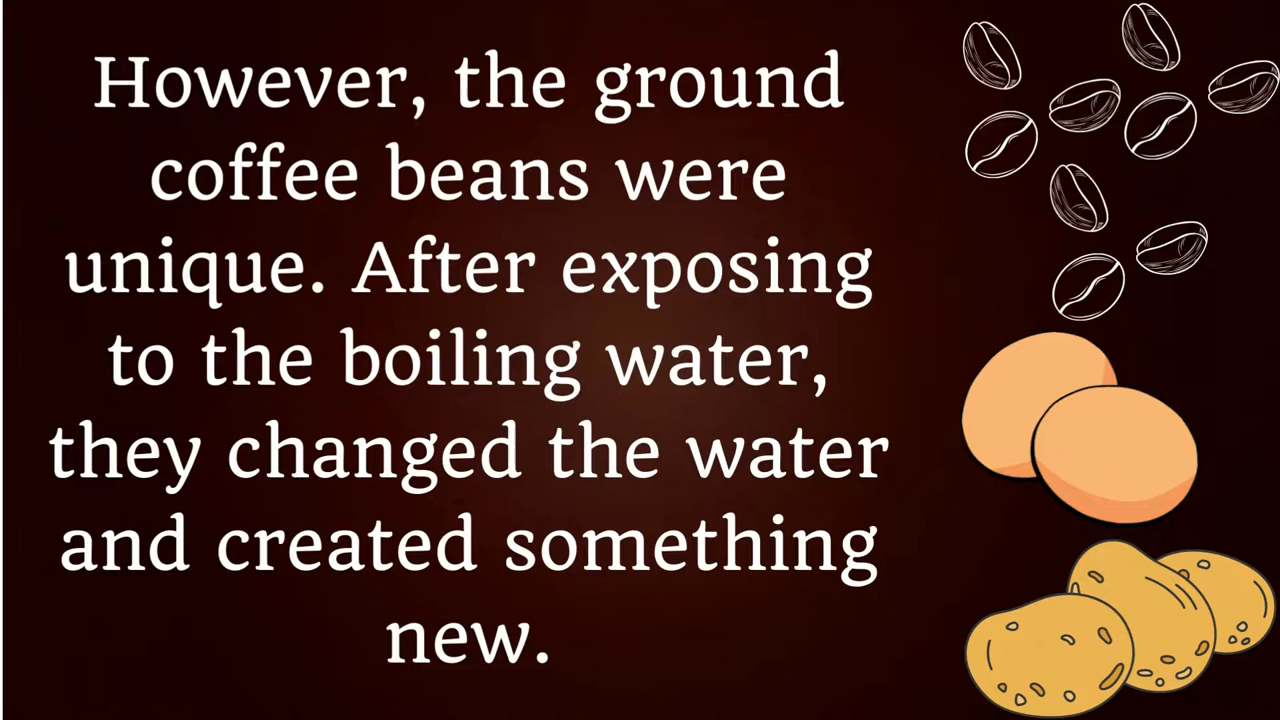 However, the ground
coffee beans were
unique. After exposing
to the boiling water,
they changed the water
and created something
new.